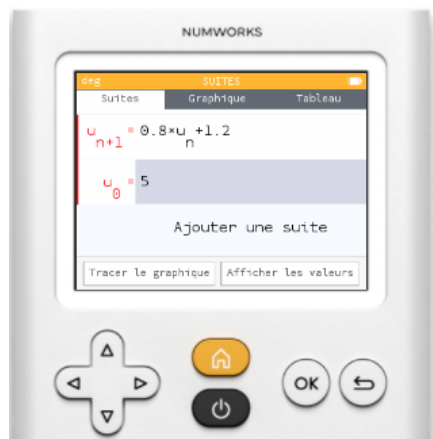 NUMWORKS
deg SUITES
Suites Graphique Tableau
u n+1 = 0.8×u n +1.2
u 0 = 5
Ajouter une suite
Tracer le graphique Afficher les valeurs
OK